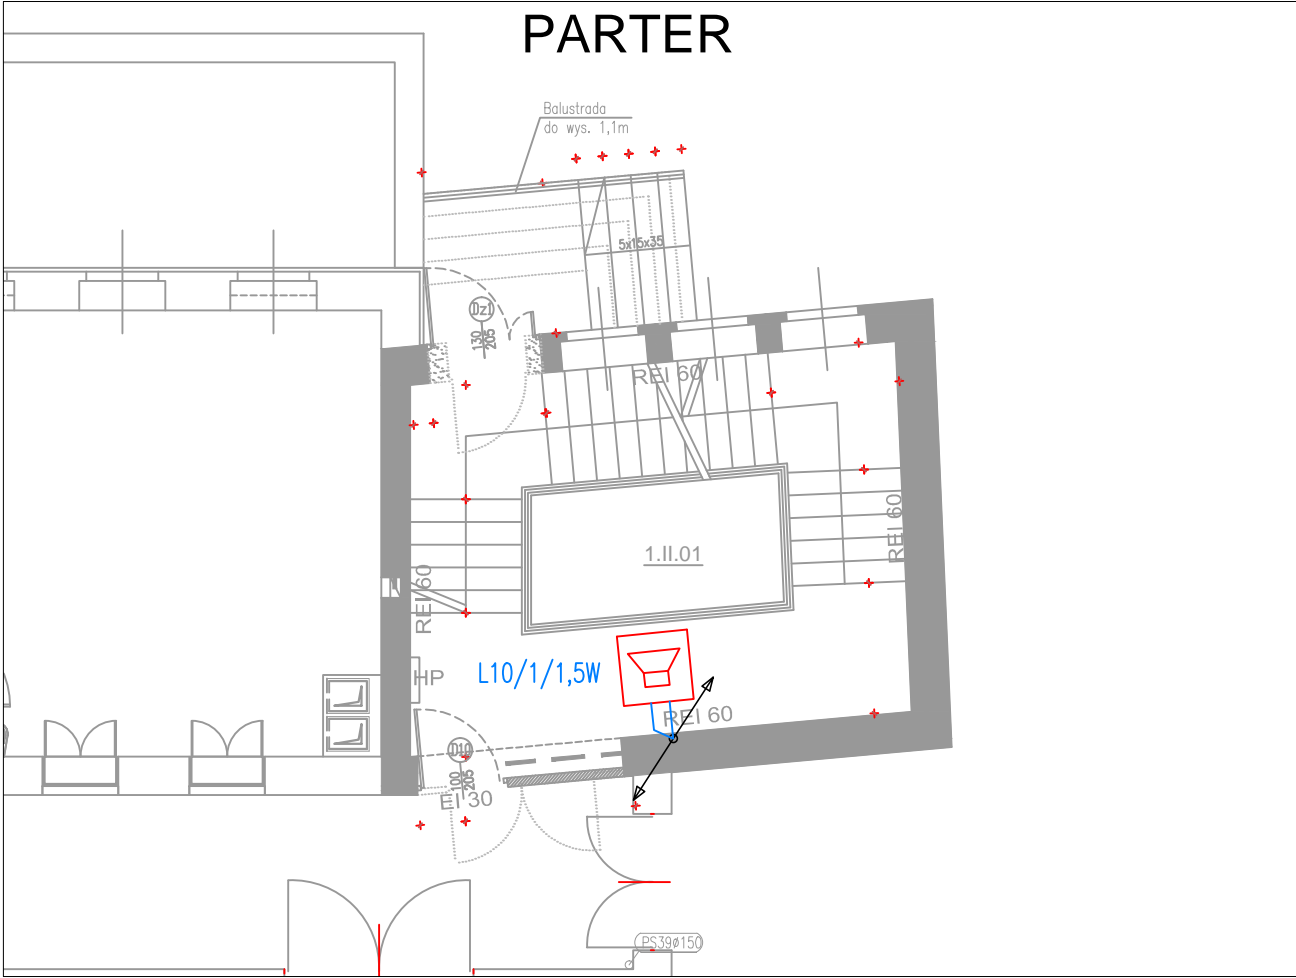 PARTER
Balustrada
do wys. 1,1m
5x15x35
Dz1
130
205
REI 60
REI 60
1.II.01
REI 60
HP
L10/1/1,5W
REI 60
D10
100
205
EI 30
PS39ø150